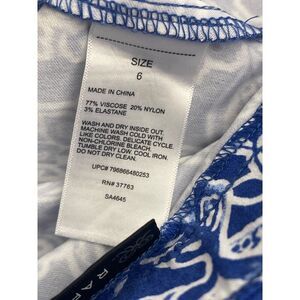 SIZE
6
MADE IN CHINA
77% VISCOSE 20% NYLON
3% ELASTANE
WASH AND DRY INSIDE OUT.
MACHINE WASH COLD WITH
LIKE COLORS. DELICATE CYCLE.
NON-CHLORINE BLEACH.
TUMBLE DRY LOW. COOL IRON.
DO NOT DRY CLEAN.
UPC# 796866480253
RN# 37763
SA4645